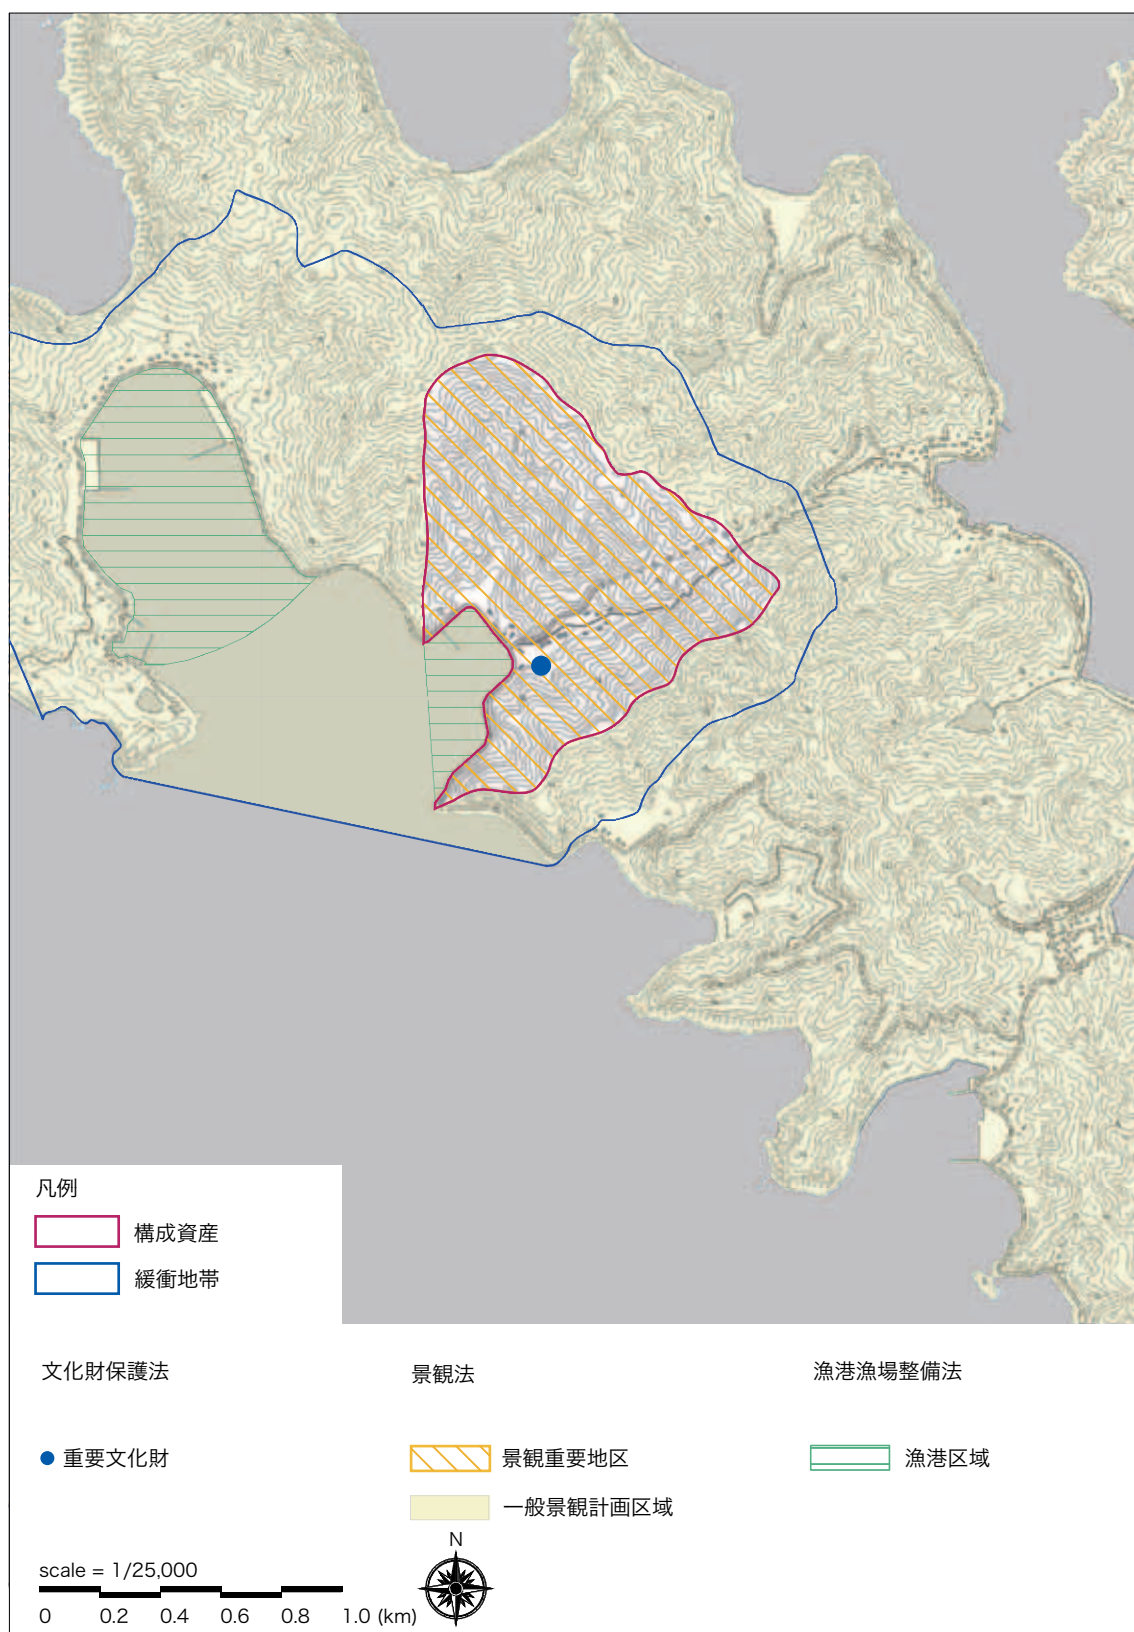 凡例
構成資産
緩衝地帯
文化財保護法
重要文化財
景観法
景観重要地区
一般景観計画区域
漁港漁場整備法
漁港区域
scale = 1/25,000
0 0.2 0.4 0.6 0.8 1.0 (km)
N